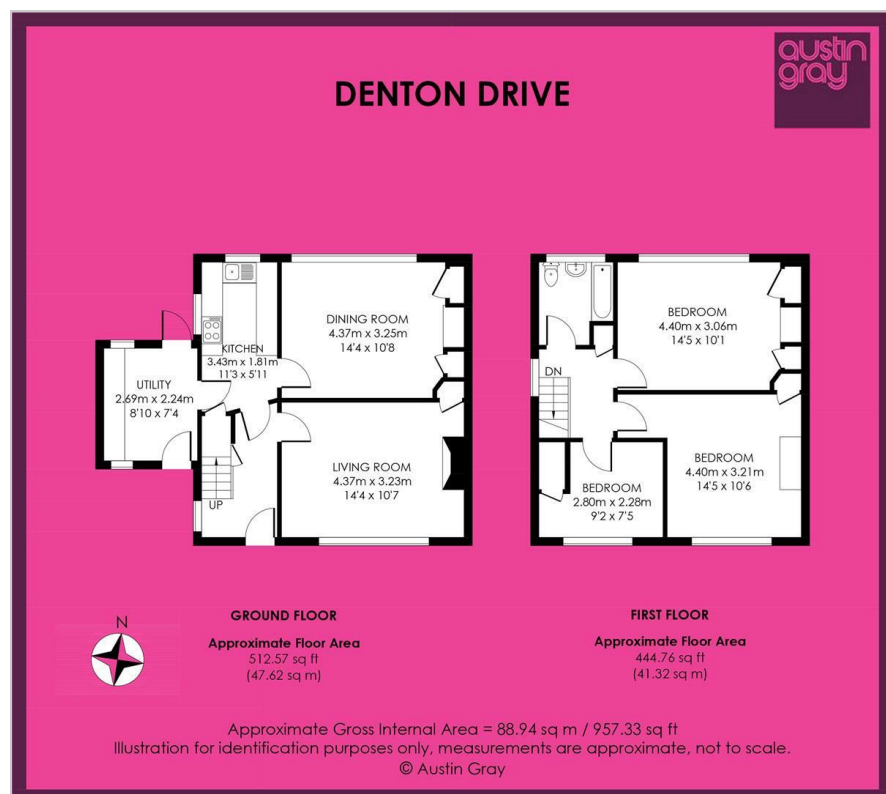 austin
gray
DENTON DRIVE
DINING ROOM
4.37m x 3.25m
14'4 x 10'8
KITCHEN
3.43m x 1.81m
11'3 x 5'11
UTILITY
2.69m x 2.24m
8'10 x 7'4
LIVING ROOM
4.37m x 3.23m
14'4 x 10'7
UP
BEDROOM
4.40m x 3.06m
14'5 x 10'1
DN
BEDROOM
4.40m x 3.21m
14'5 x 10'6
BEDROOM
2.80m x 2.28m
9'2 x 7'5
N
GROUND FLOOR
Approximate Floor Area
512.57 sq ft
(47.62 sq m)
FIRST FLOOR
Approximate Floor Area
444.76 sq ft
(41.32 sq m)
Approximate Gross Internal Area = 88.94 sq m / 957.33 sq ft
Illustration for identification purposes only, measurements are approximate, not to scale.
© Austin Gray